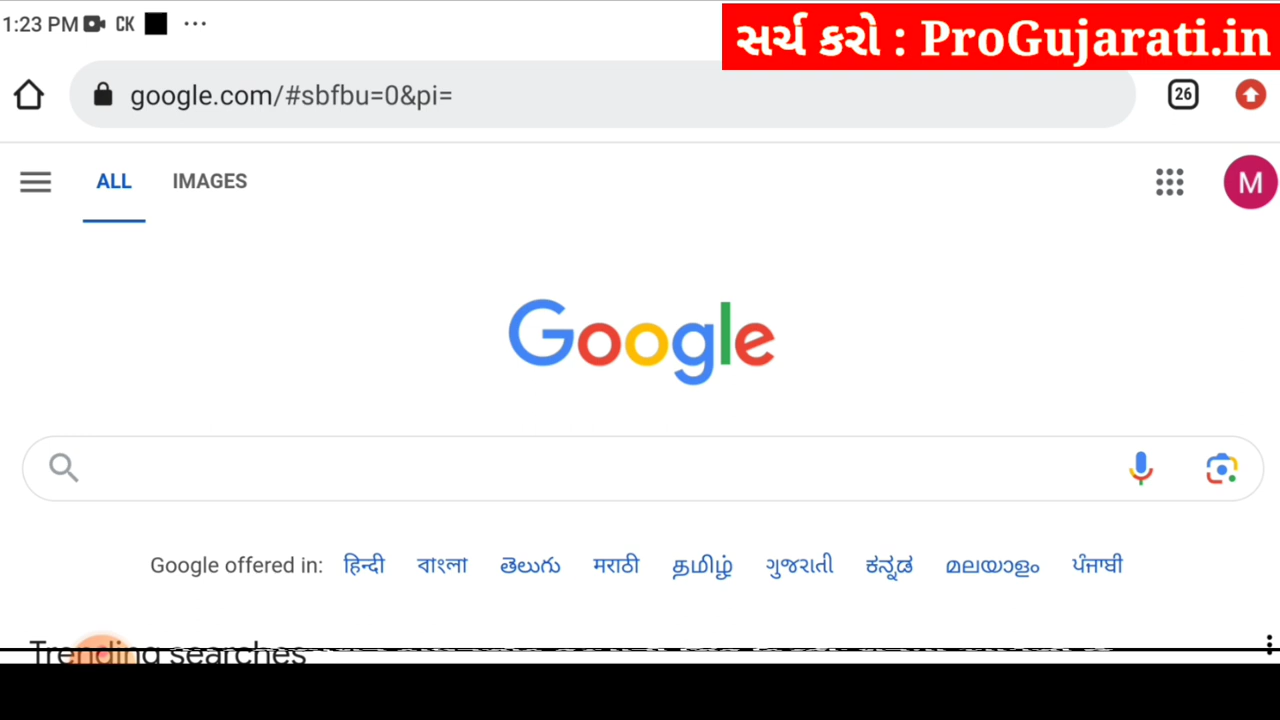 1:23 PM CK
સર્ચ કરો : ProGujarati.in
google.com/#sbfbu=0&pi=
26
ALL IMAGES
M
Google
Google offered in: हिन्दी বাংলা తెలుగు मराठी தமிழ் ગુજરાતી ಕನ್ನಡ മലയാളം ਪੰਜਾਬੀ
Trending searches